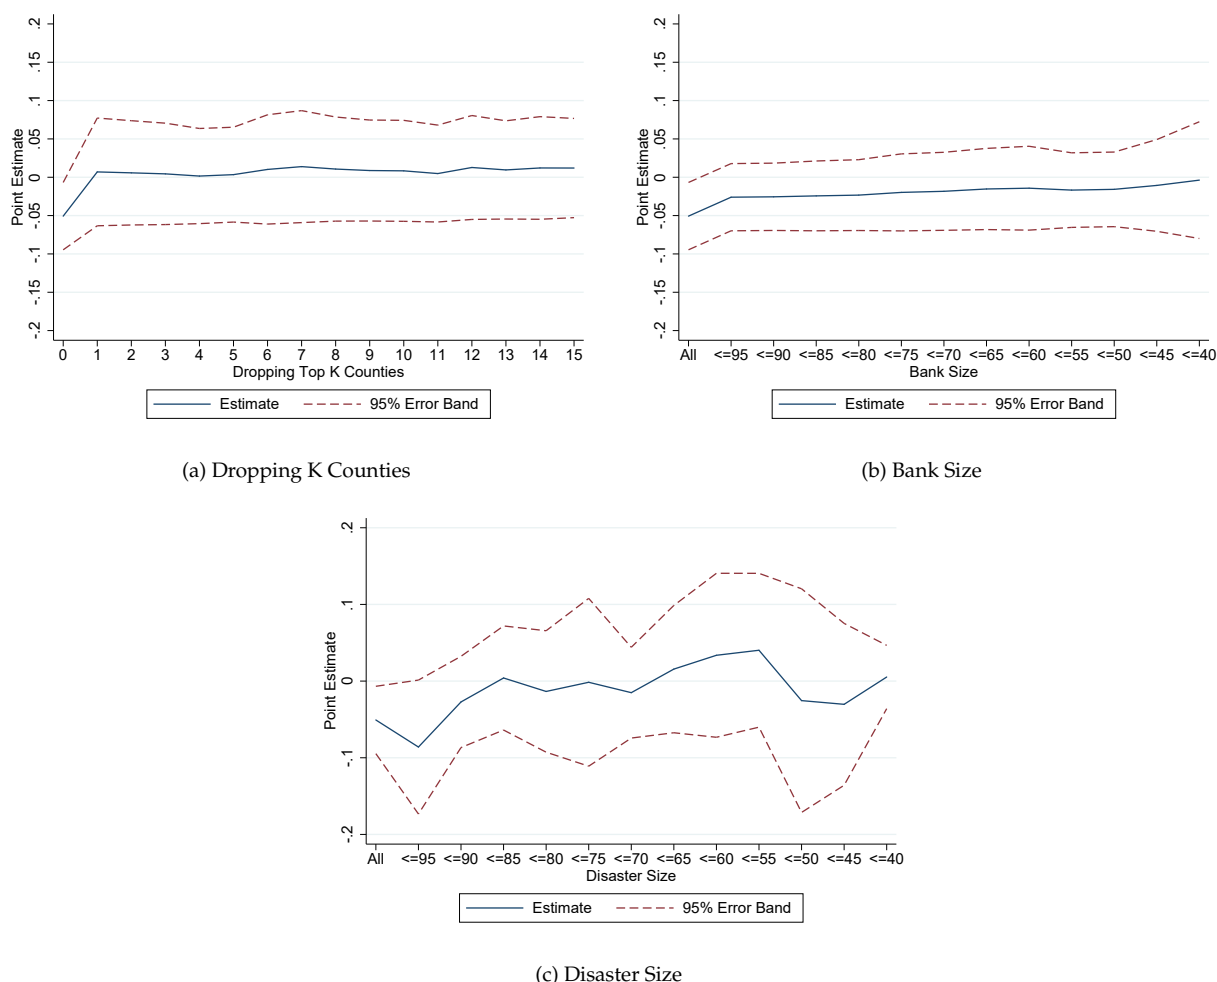 .2
.15
.1
.05
0
-.05
-.1
-.15
-.2
Point Estimate
0 1 2 3 4 5 6 7 8 9 10 11 12 13 14 15
Dropping Top K Counties
Estimate 95% Error Band
(a) Dropping K Counties
.2
.15
.1
.05
0
-.05
-.1
-.15
-.2
Point Estimate
All <=95 <=90 <=85 <=80 <=75 <=70 <=65 <=60 <=55 <=50 <=45 <=40
Bank Size
Estimate 95% Error Band
(b) Bank Size
.2
.1
0
-.1
-.2
Point Estimate
All <=95 <=90 <=85 <=80 <=75 <=70 <=65 <=60 <=55 <=50 <=45 <=40
Disaster Size
Estimate 95% Error Band
(c) Disaster Size